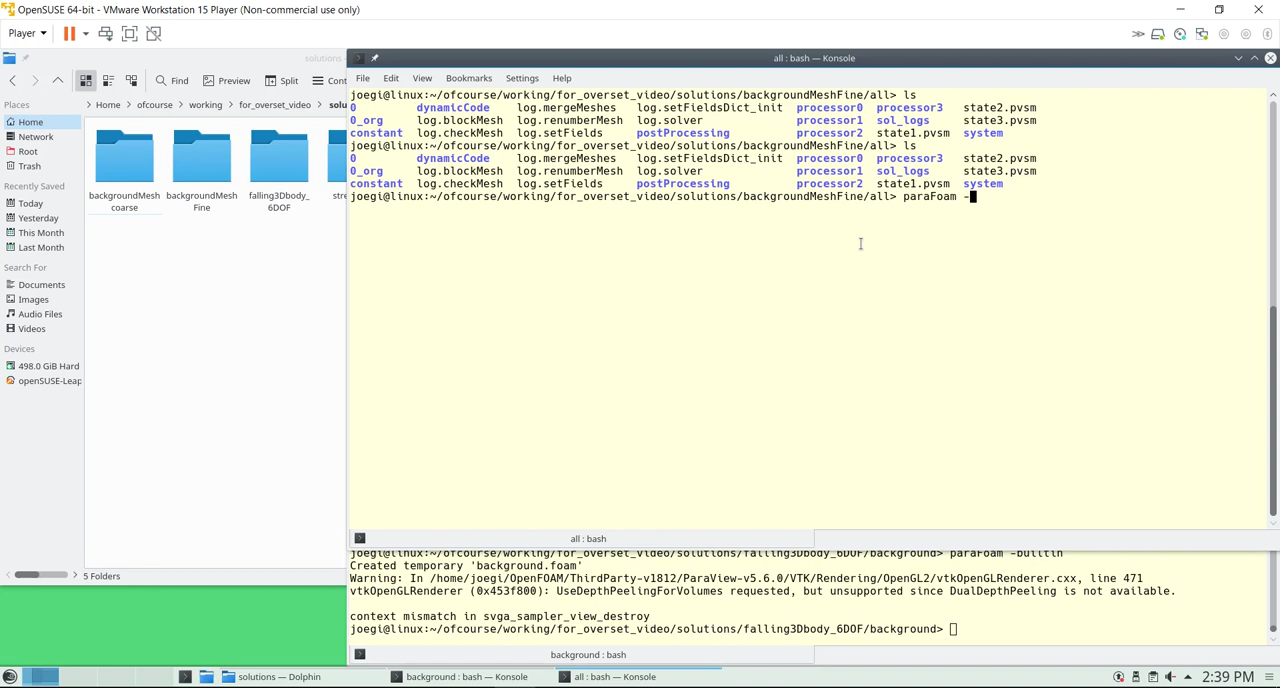 OpenSUSE 64-bit - VMware Workstation 15 Player (Non-commercial use only)
Player
solutions -
Find Preview Split Cont
Places
Home
Network
Root
Trash
Recently Saved
Today
Yesterday
This Month
Last Month
Search For
Documents
Images
Audio Files
Videos
Devices
498.0 GiB Hard
openSUSE-Leap
> Home > ofcourse > working > for_overset_video > solu
backgroundMesh
coarse
backgroundMesh
Fine
falling3Dbody_
6DOF
stre
5 Folders
all : bash — Konsole
File Edit View Bookmarks Settings Help
joegi@linux:~/ofcourse/working/for_overset_video/solutions/backgroundMeshFine/all> ls
0 dynamicCode log.mergeMeshes log.setFieldsDict_init processor0 processor3 state2.pvsm
0_org log.blockMesh log.renumberMesh log.solver processor1 sol_logs state3.pvsm
constant log.checkMesh log.setFields postProcessing processor2 state1.pvsm system
joegi@linux:~/ofcourse/working/for_overset_video/solutions/backgroundMeshFine/all> ls
0 dynamicCode log.mergeMeshes log.setFieldsDict_init processor0 processor3 state2.pvsm
0_org log.blockMesh log.renumberMesh log.solver processor1 sol_logs state3.pvsm
constant log.checkMesh log.setFields postProcessing processor2 state1.pvsm system
joegi@linux:~/ofcourse/working/for_overset_video/solutions/backgroundMeshFine/all> paraFoam -
all : bash
joegi@linux:~/ofcourse/working/for_overset_video/solutions/falling3Dbody_6DOF/background> paraFoam -builtin
Created temporary 'background.foam'
Warning: In /home/joegi/OpenFOAM/ThirdParty-v1812/ParaView-v5.6.0/VTK/Rendering/OpenGL2/vtkOpenGLRenderer.cxx, line 471
vtkOpenGLRenderer (0x453f800): UseDepthPeelingForVolumes requested, but unsupported since DualDepthPeeling is not available.
context mismatch in svga_sampler_view_destroy
joegi@linux:~/ofcourse/working/for_overset_video/solutions/falling3Dbody_6DOF/background>
background : bash
solutions — Dolphin
background : bash — Konsole
all : bash — Konsole
2:39 PM